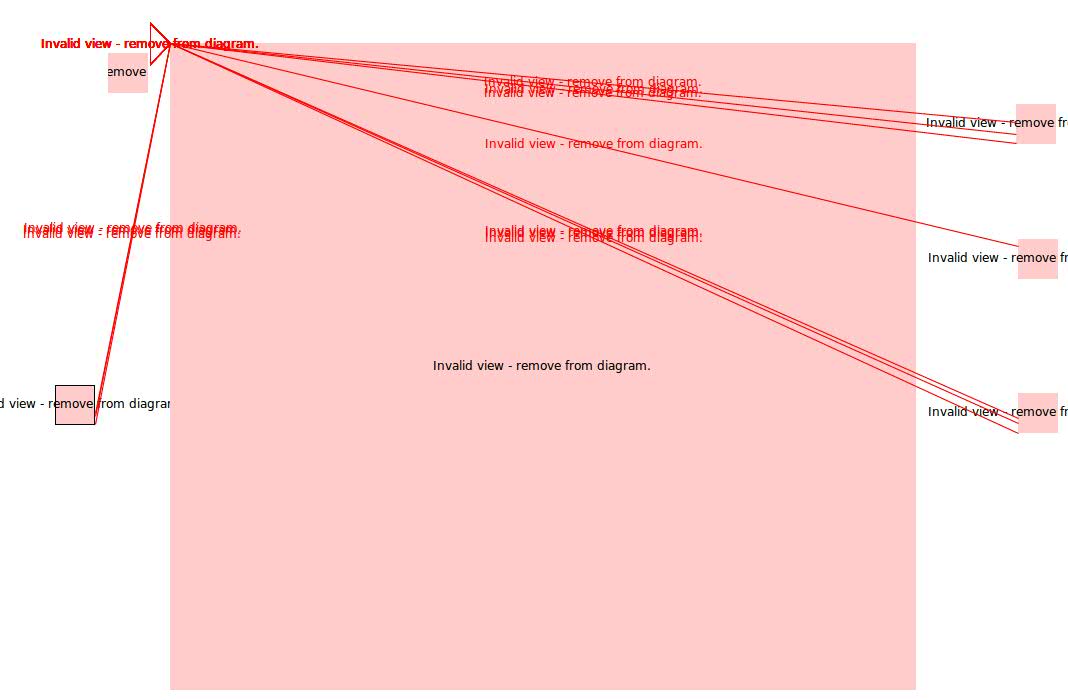 Invalid view - remove from diagram.
emove
Invalid view - remove from diagram.
Invalid view - remove from diagram.
Invalid view - remove from diagram.
Invalid view - remove fr
Invalid view - remove from diagram.
Invalid view - remove from diagram.
Invalid view - remove from diagram.
Invalid view - remove from diagram.
Invalid view - remove from diagram.
Invalid view - remove fr
Invalid view - remove from diagram.
view - remove from diagram
Invalid view - remove fr